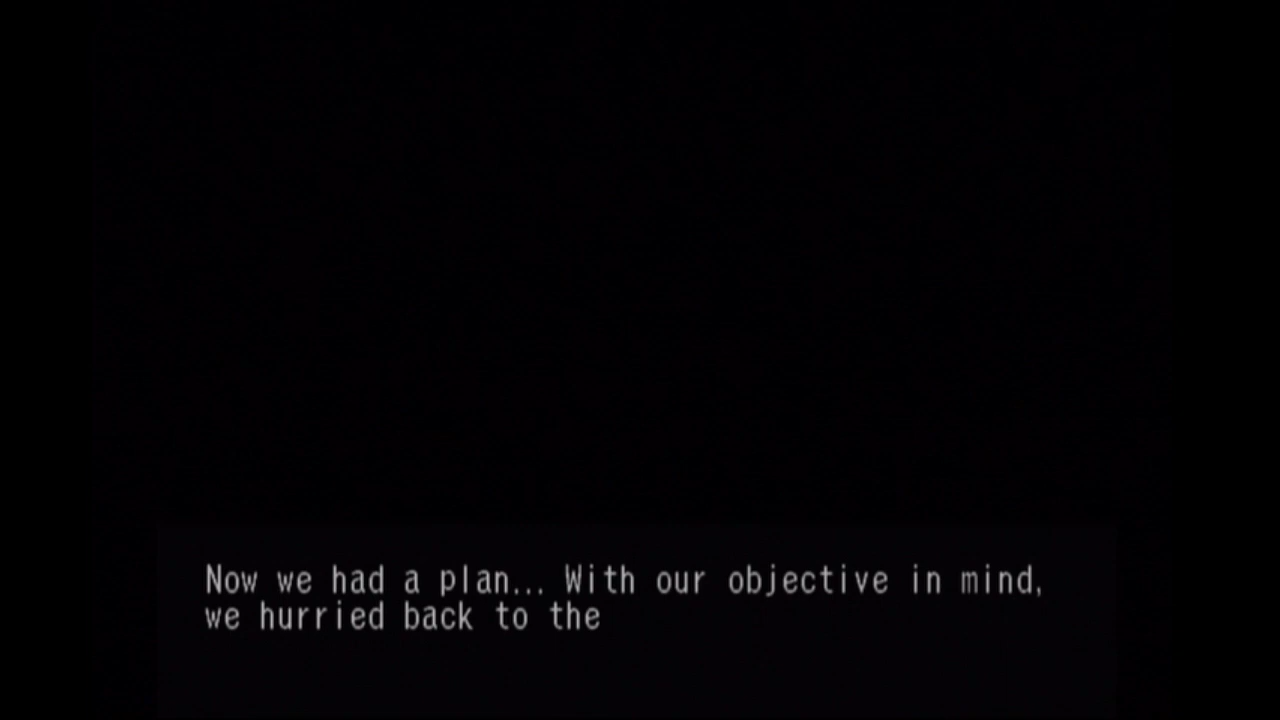 Now we had a plan... With our objective in mind,
we hurried back to the